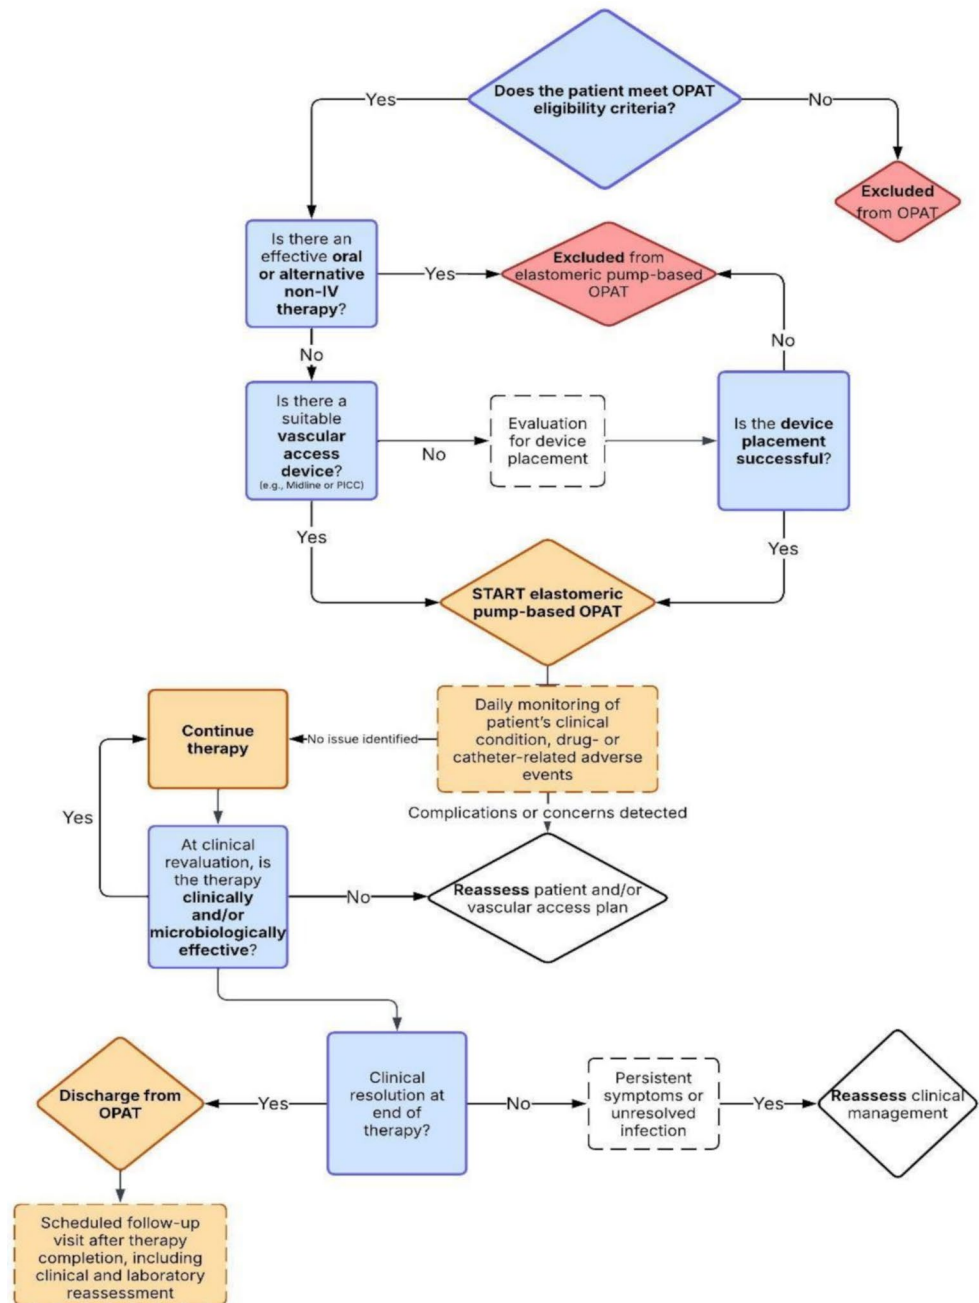 Does the patient meet OPAT
eligibility criteria?
Yes
No
Excluded
from OPAT
Is there an
effective oral
or alternative
non-IV
therapy?
Yes
Excluded from
elastomeric pump-based
OPAT
No
No
Is there a
suitable
vascular
access
device?
(e.g., Midline or PICC)
No
Evaluation
for device
placement
Is the device
placement
successful?
Yes
Yes
START elastomeric
pump-based OPAT
Daily monitoring of
patient's clinical
condition, drug- or
catheter-related adverse
events
No issue identified
Continue
therapy
Complications or concerns detected
Yes
At clinical
revaluation, is
the therapy
clinically
and/or
microbiologically
effective?
No
Reassess patient and/or
vascular access plan
Clinical
resolution at
end of
therapy?
Yes
Discharge from
OPAT
No
Persistent
symptoms or
unresolved
infection
Yes
Reassess clinical
management
Scheduled follow-up
visit after therapy
completion, including
clinical and laboratory
reassessment